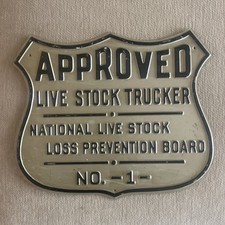 APPROVED
LIVE STOCK TRUCKER
NATIONAL LIVE STOCK
LOSS PREVENTION BOARD
NO. -1-